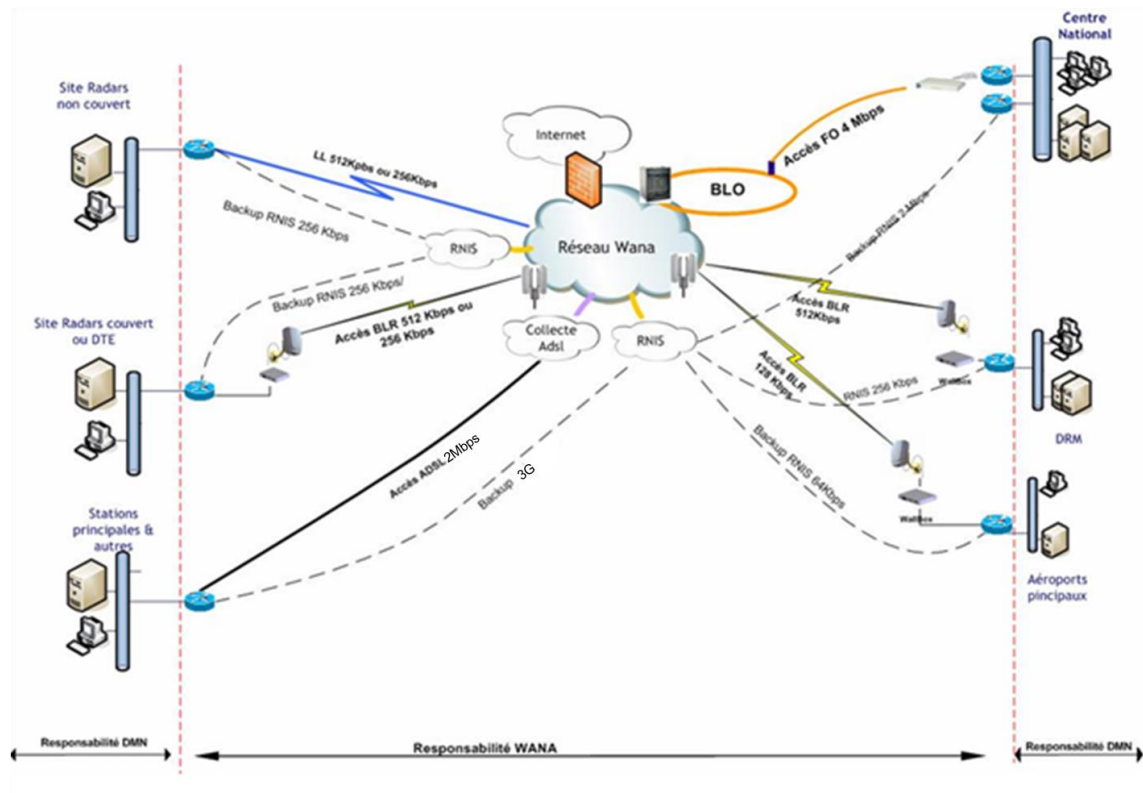 Centre
National
Site Radars
non couvert
Internet
Accès FO 4 Mbps
LL 512Kpbs ou 256Kbps
BLO
Backup RNIS 256 Kbps
Backup RNIS 2 Mbps
RNIS
Réseau Wana
Backup RNIS 256 Kbps/
Accès BLR
512Kbps
Site Radars couvert
ou DTE
Accès BLR 512 Kbps ou
256 Kbps
Collecte
Adsl
RNIS
Accès BLR
128 Kbps
RNIS 256 Kbps
Wallbox
DRM
Accès ADSL 2Mbps
Backup 3G
Backup RNIS 64Kbps
Wallbox
Stations
principales &
autres
Aéroports
pincipaux
Responsabilité DMN
Responsabilité WANA
Responsabilité DMN